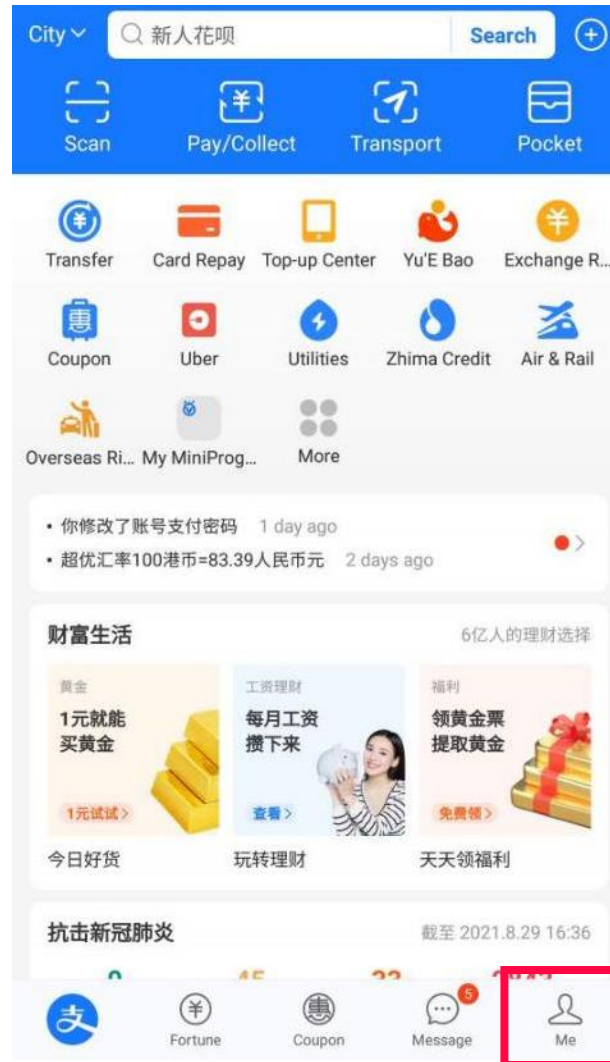 City 新人花呗 Search
Scan Pay/Collect Transport Pocket
Transfer Card Repay Top-up Center Yu'E Bao Exchange R...
惠
Coupon Uber Utilities Zhima Credit Air & Rail
Overseas Ri... My MiniProg... More
• 你修改了账号支付密码 1 day ago
• 超优汇率100港币=83.39人民币元 2 days ago
财富生活 6亿人的理财选择
黄金 工资理财 福利
1元就能 每月工资 领黄金票
买黄金 攒下来 提取黄金
1元试试> 查看> 免费领>
今日好货 玩转理财 天天领福利
抗击新冠肺炎 截至 2021.8.29 16:36
支 惠 5
Fortune Coupon Message Me